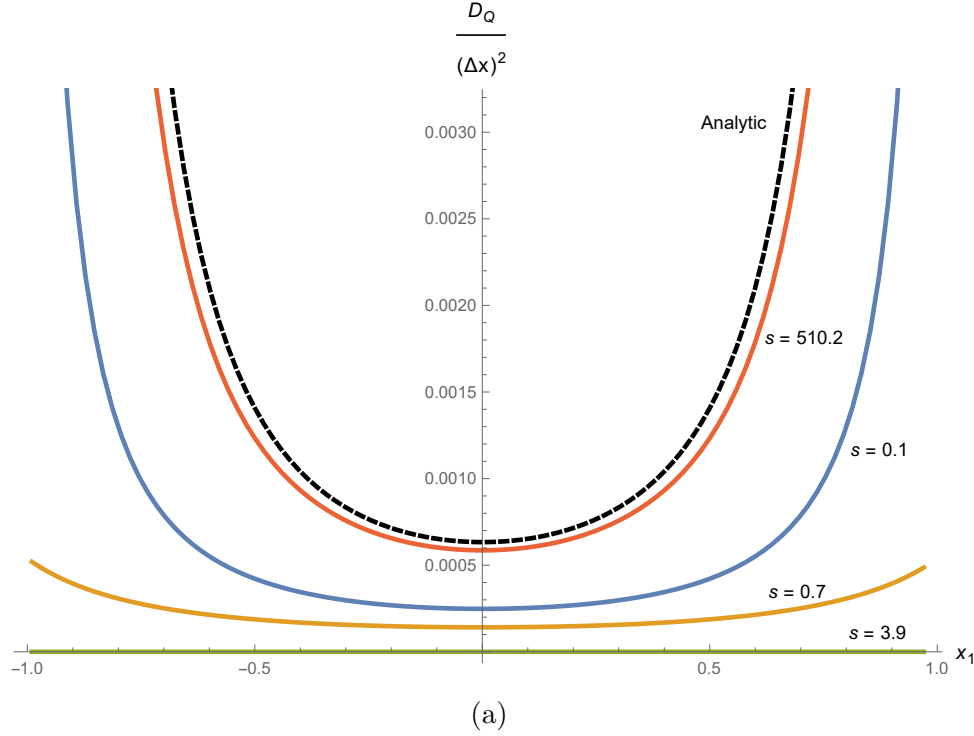 D_Q
(Δx)^2
0.0030
Analytic
0.0025
0.0020
s = 510.2
0.0015
0.0010
s = 0.1
0.0005
s = 0.7
s = 3.9
x_1
−1.0
−0.5
0.5
1.0
(a)